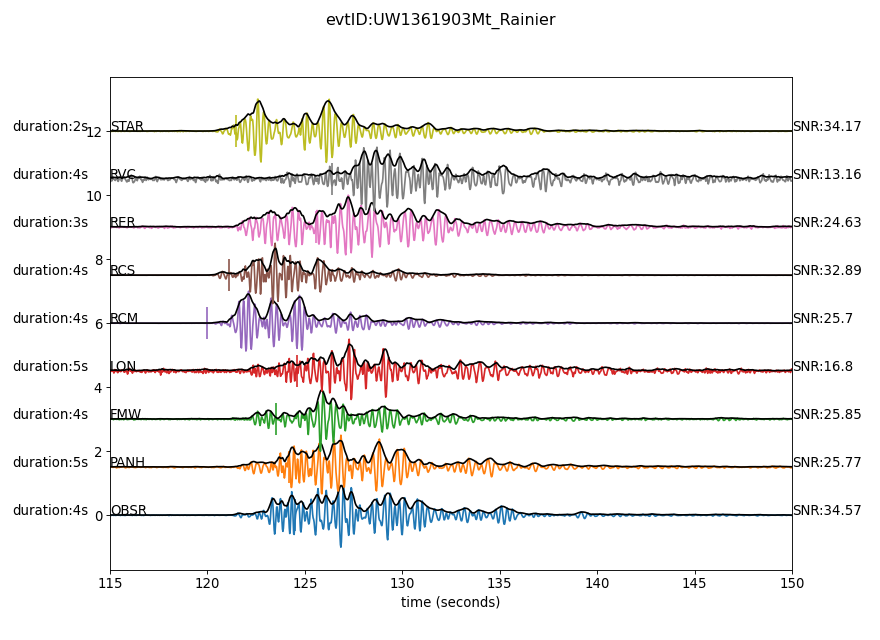 evtID:UW1361903Mt_Rainier
duration:2s STAR SNR:34.17
12
duration:4s RVC SNR:13.16
10
duration:3s RER SNR:24.63
8
duration:4s RCS SNR:32.89
duration:4s RCM SNR:25.7
6
duration:5s LON SNR:16.8
4
duration:4s FMW SNR:25.85
2
duration:5s PANH SNR:25.77
duration:4s OBSR SNR:34.57
0
115 120 125 130 135 140 145 150
time (seconds)